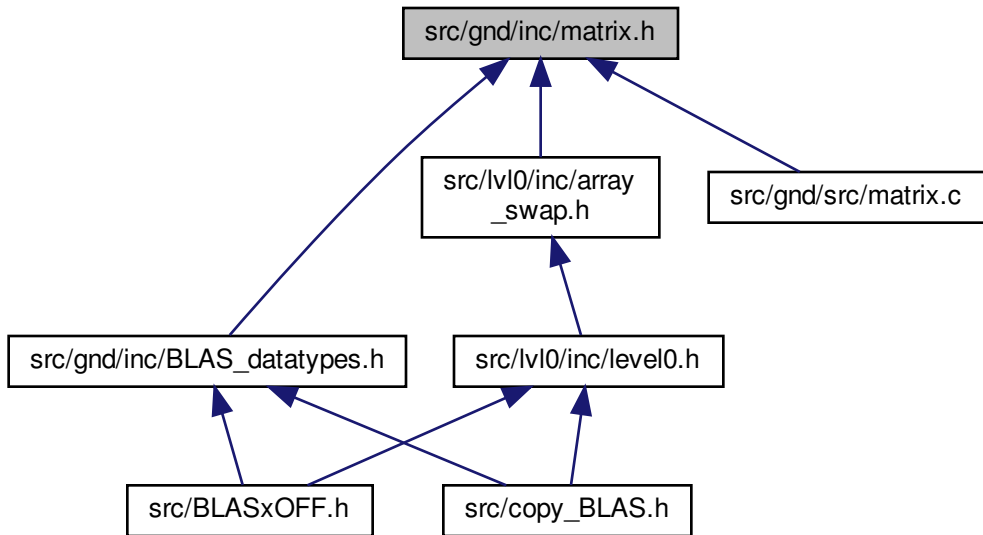 src/gnd/inc/matrix.h
src/lvl0/inc/array
_swap.h
src/gnd/src/matrix.c
src/gnd/inc/BLAS_datatypes.h
src/lvl0/inc/level0.h
src/BLASxOFF.h
src/copy_BLAS.h